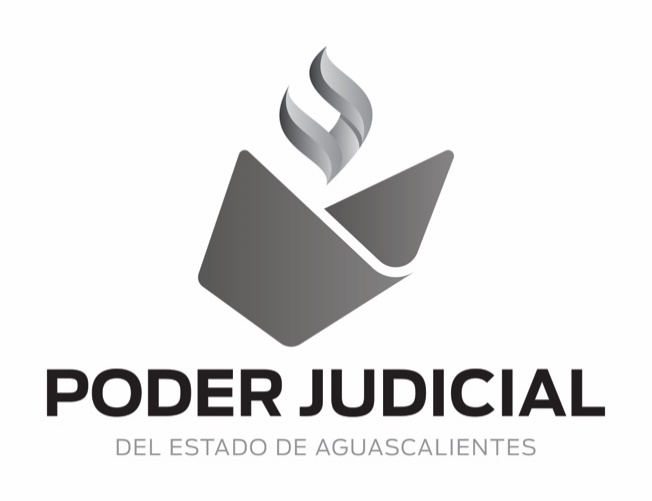 PODER JUDICIAL
DEL ESTADO DE AGUASCALIENTES